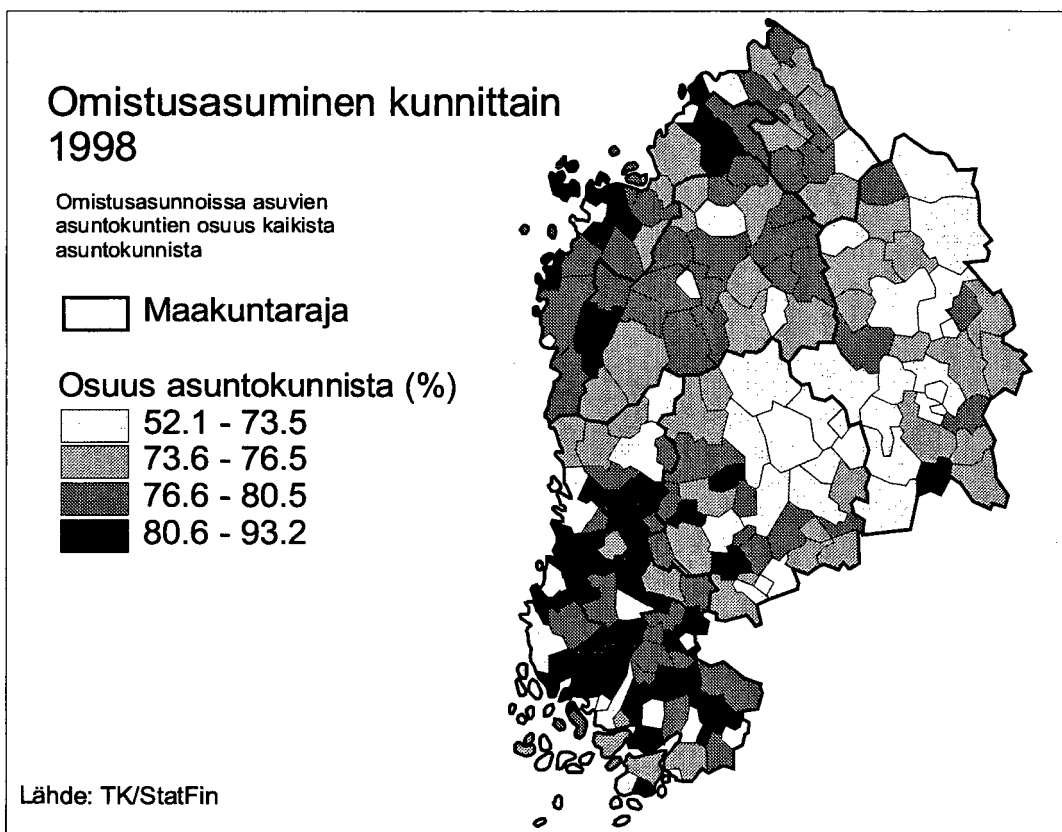 Omistusasuminen kunnittain
1998
Omistusasunnoissa asuvien
asuntokuntien osuus kaikista
asuntokunnista
Maakuntaraja
Osuus asuntokunnista (%)
52.1 - 73.5
73.6 - 76.5
76.6 - 80.5
80.6 - 93.2
Lähde: TK/StatFin